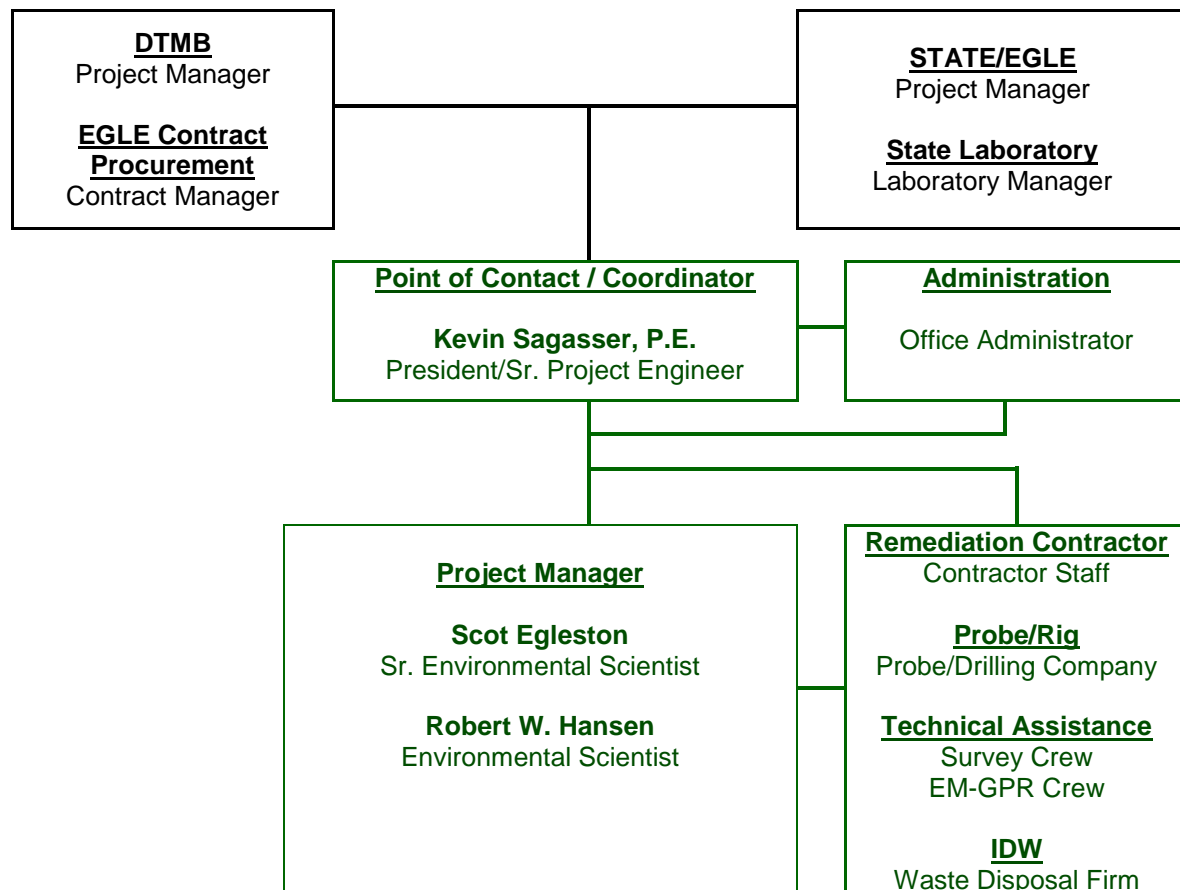 DTMB
Project Manager
EGLE Contract
Procurement
Contract Manager
STATE/EGLE
Project Manager
State Laboratory
Laboratory Manager
Point of Contact / Coordinator
Kevin Sagasser, P.E.
President/Sr. Project Engineer
Administration
Office Administrator
Project Manager
Scot Egleston
Sr. Environmental Scientist
Robert W. Hansen
Environmental Scientist
Remediation Contractor
Contractor Staff
Probe/Rig
Probe/Drilling Company
Technical Assistance
Survey Crew
EM-GPR Crew
IDW
Waste Disposal Firm